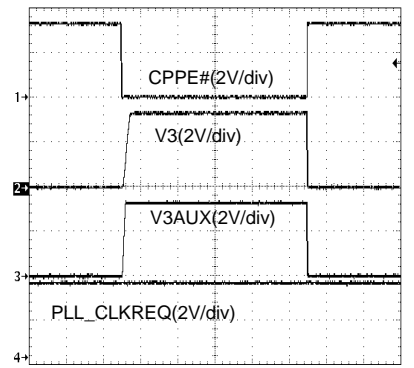 CPPE#(2V/div)
1
V3(2V/div)
2
V3AUX(2V/div)
3
PLL_CLKREQ(2V/div)
4